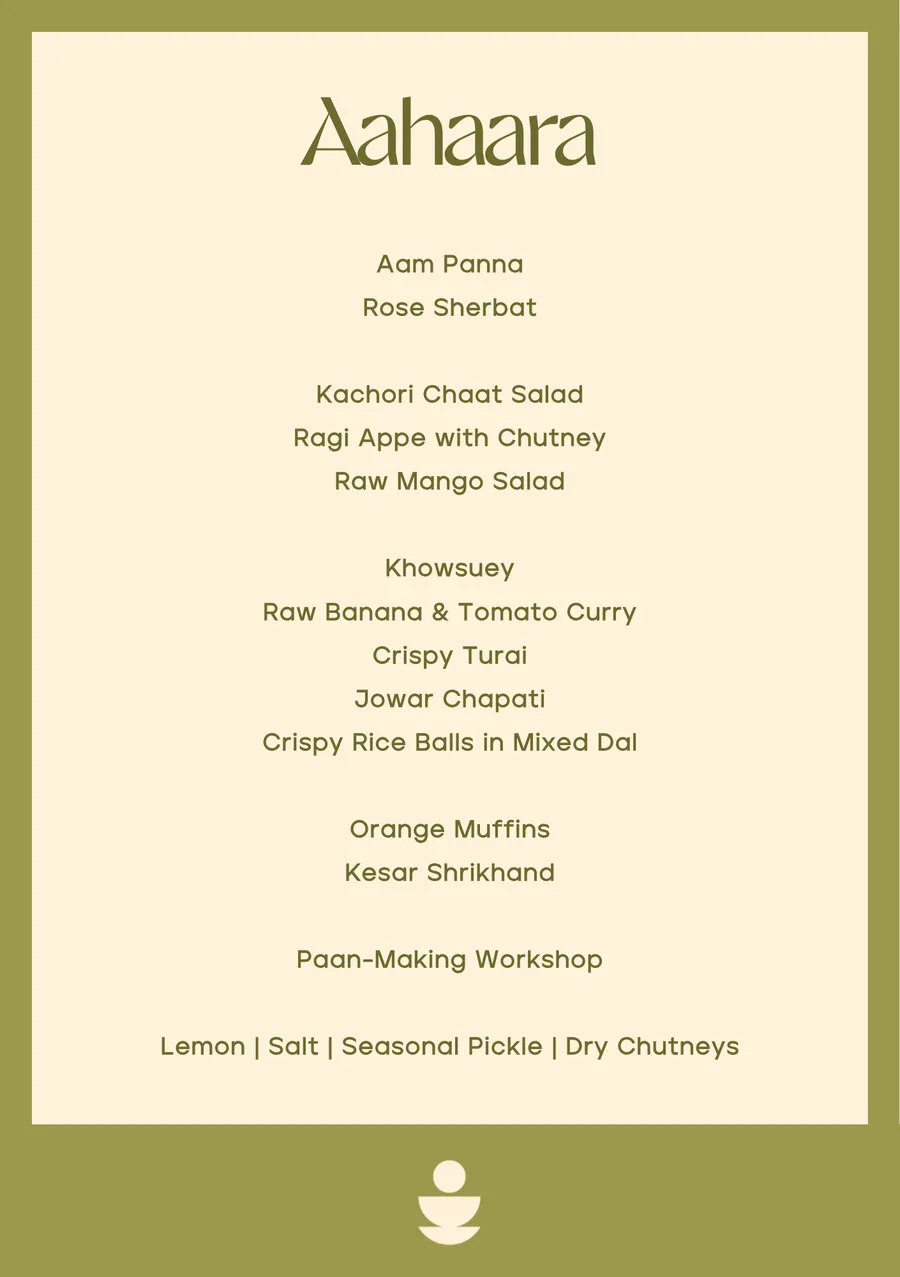 Aahaara
Aam Panna
Rose Sherbat
Kachori Chaat Salad
Ragi Appe with Chutney
Raw Mango Salad
Khowsuey
Raw Banana & Tomato Curry
Crispy Turai
Jowar Chapati
Crispy Rice Balls in Mixed Dal
Orange Muffins
Kesar Shrikhand
Paan-Making Workshop
Lemon | Salt | Seasonal Pickle | Dry Chutneys